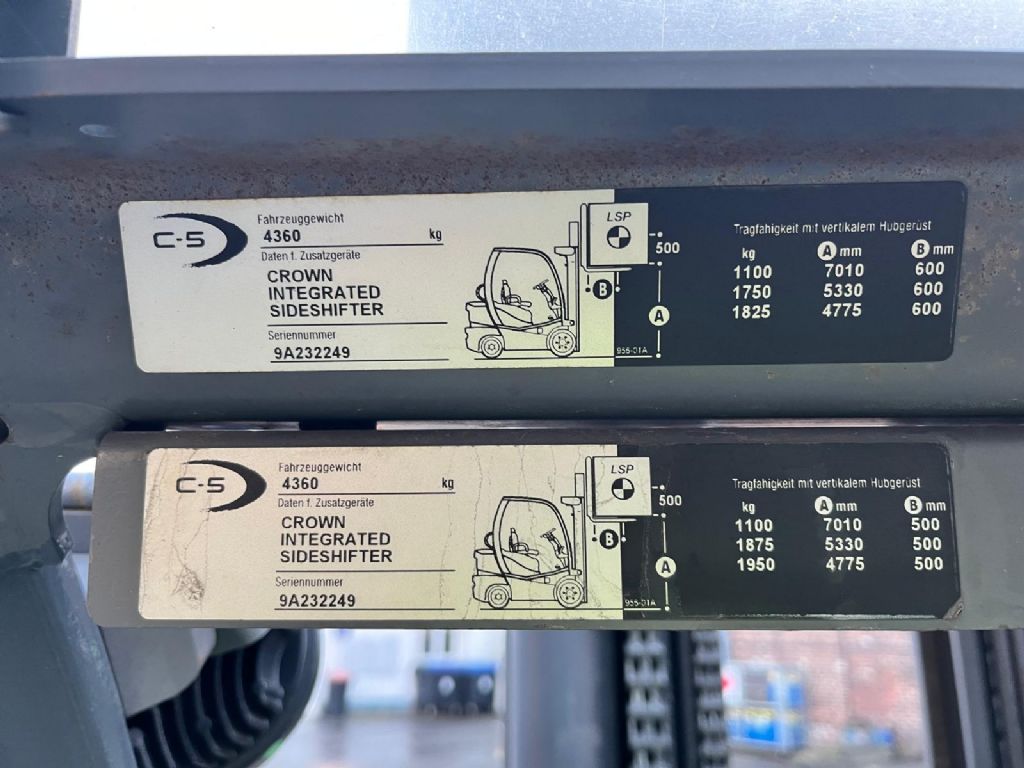 C-5
Fahrzeuggewicht
4360 kg
Daten f. Zusatzgeräte
CROWN
INTEGRATED
SIDESHIFTER
Seriennummer
9A232249
LSP
500
B
A
956-01A
Tragfähigkeit mit vertikalem Hubgerüst
kg A mm B mm
1100 7010 600
1750 5330 600
1825 4775 600
C-5
Fahrzeuggewicht
4360 kg
Daten f. Zusatzgeräte
CROWN
INTEGRATED
SIDESHIFTER
Seriennummer
9A232249
LSP
500
B
A
956-01A
Tragfähigkeit mit vertikalem Hubgerüst
kg A mm B mm
1100 7010 500
1875 5330 500
1950 4775 500